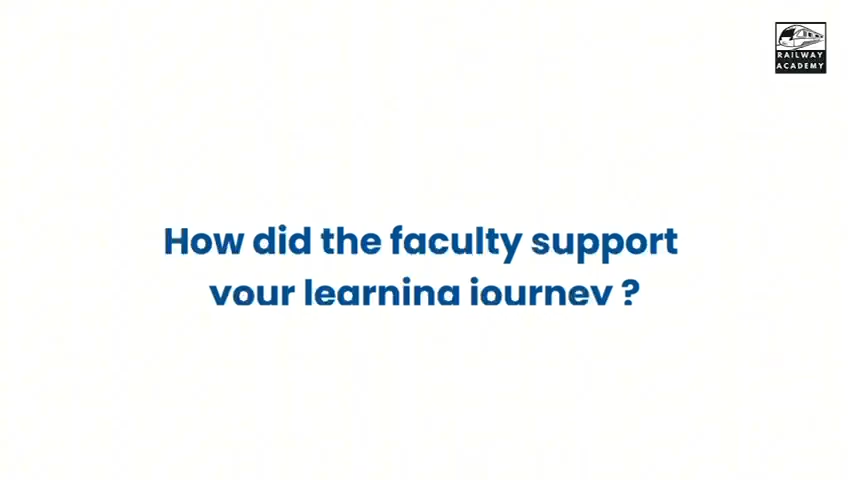 RAILWAY
ACADEMY
How did the faculty support
your learning journey ?